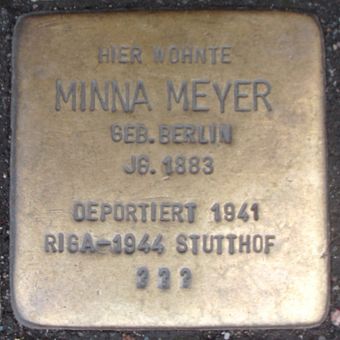 HIER WOHNTE
MINNA MEYER
GEB. BERLIN
JG. 1883
DEPORTIERT 1941
RIGA-1944 STUTTHOF
???